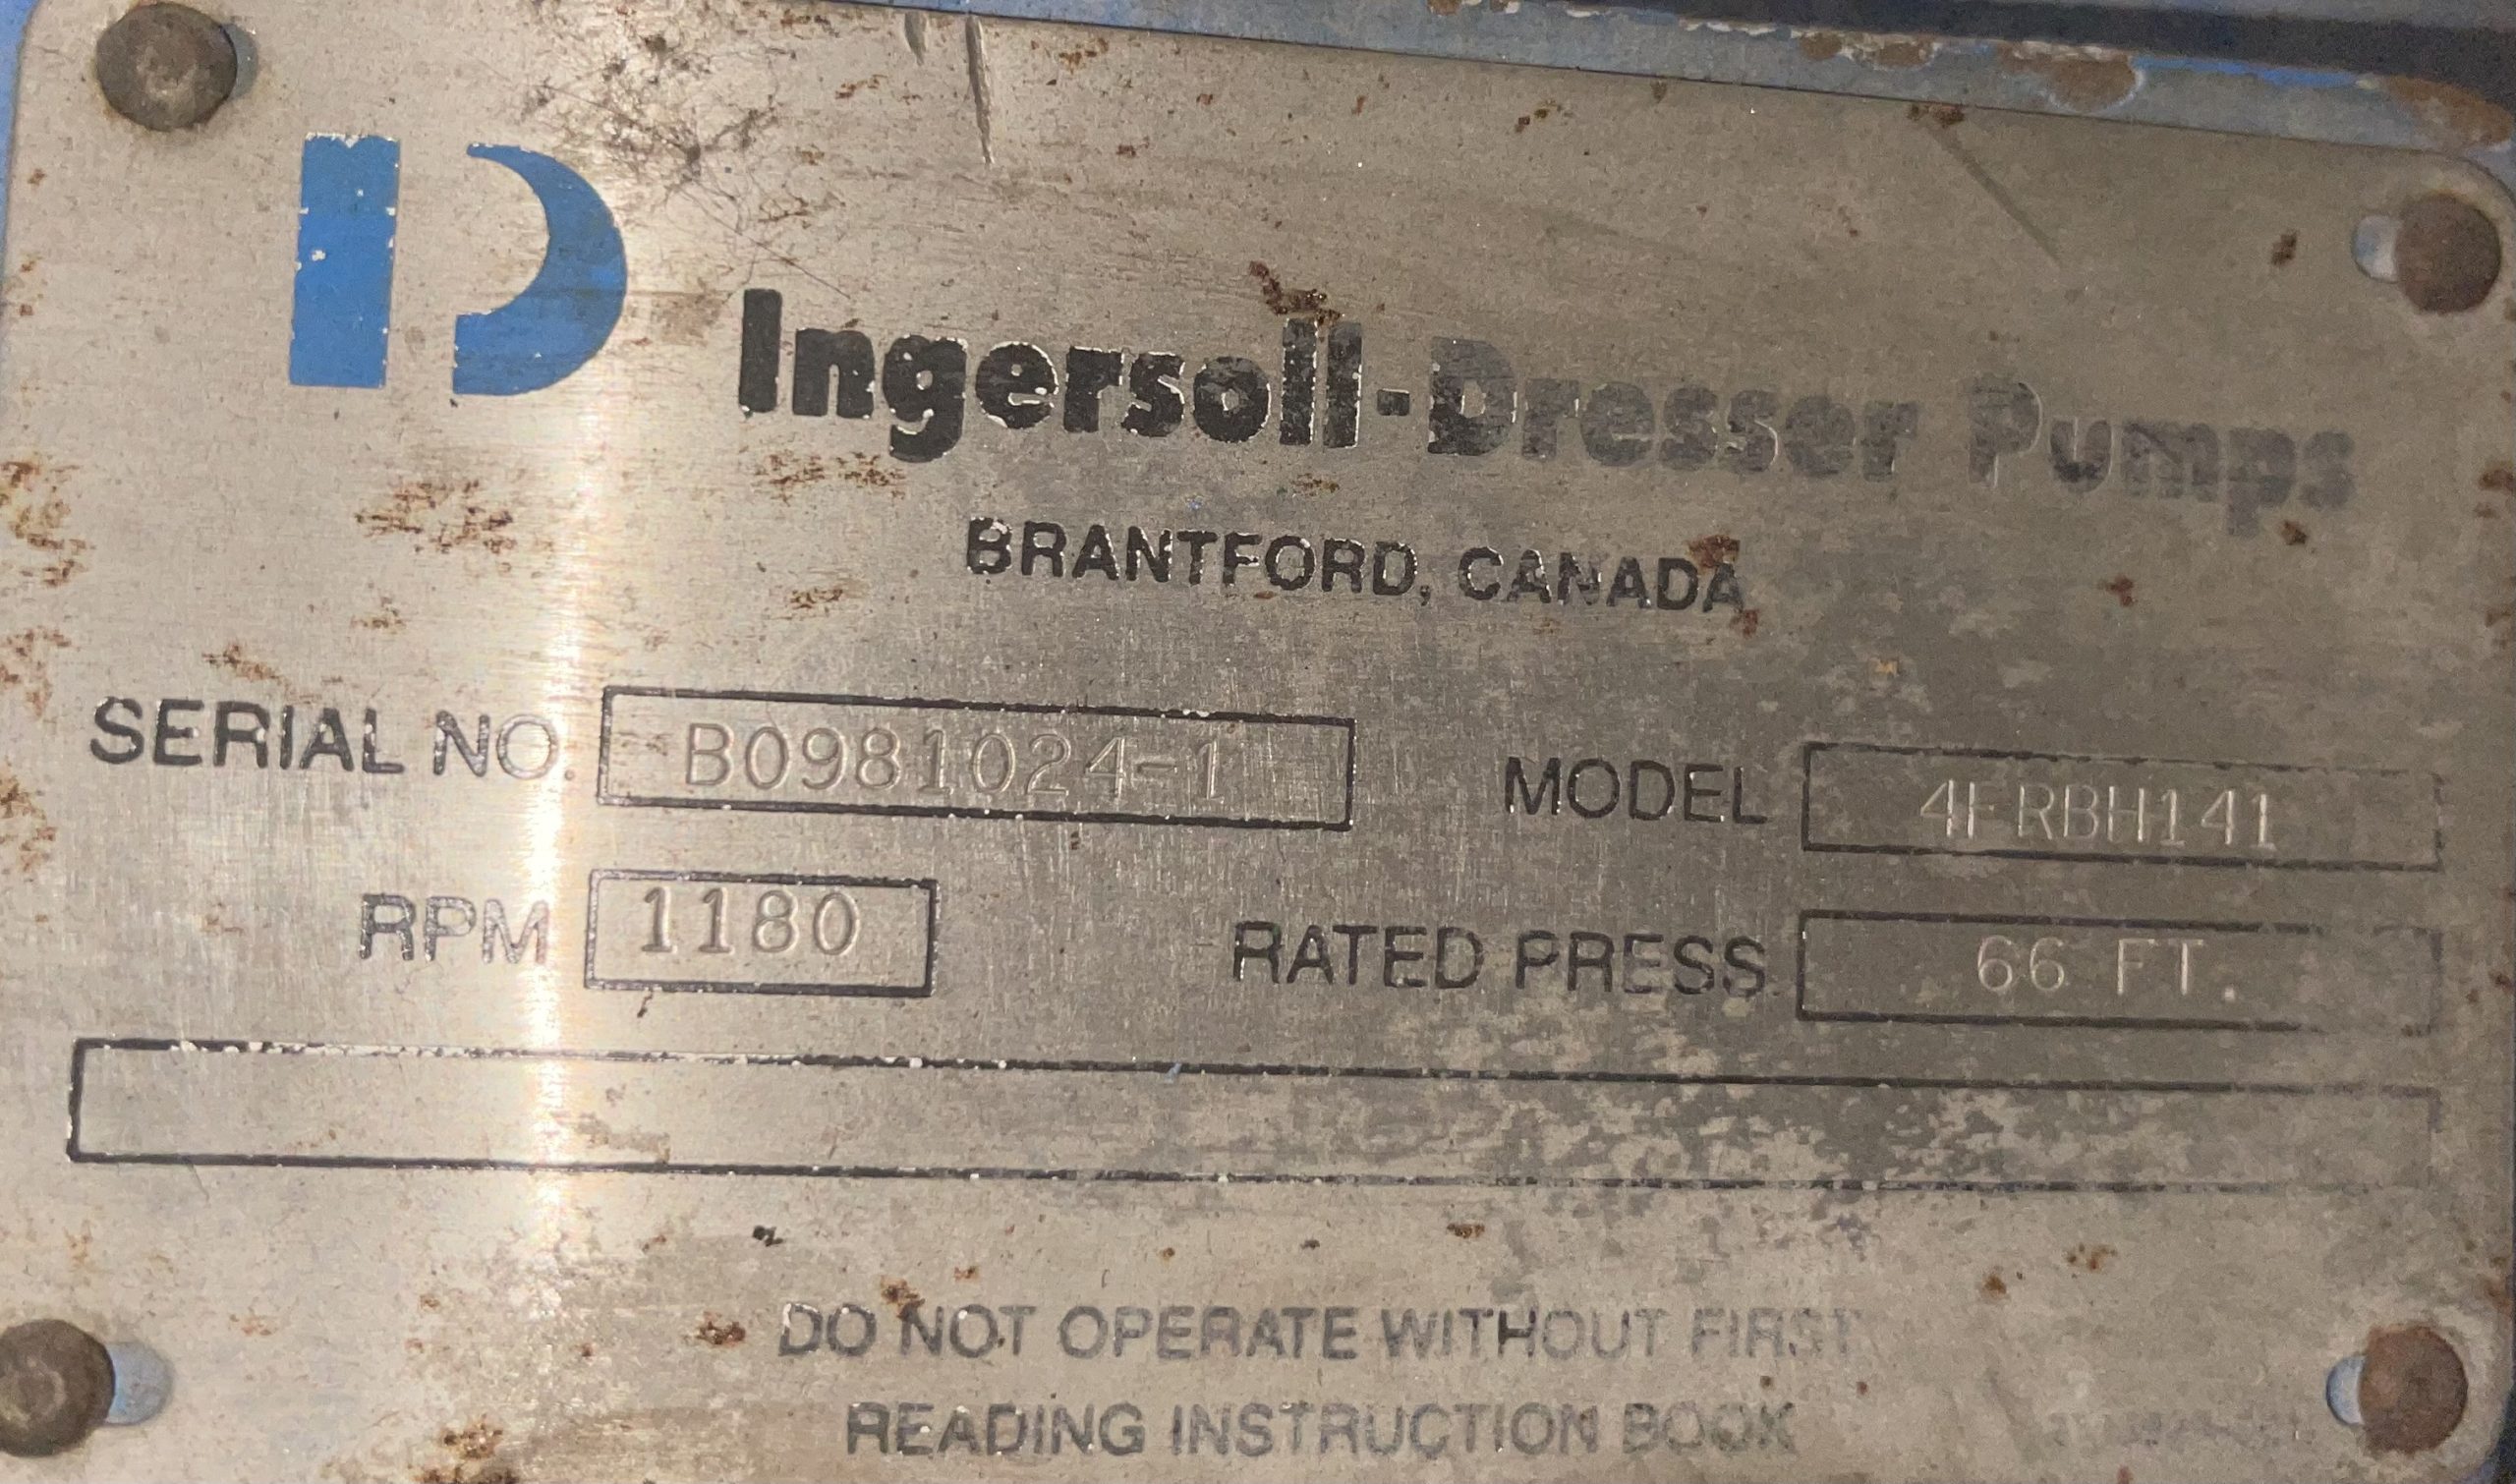 Ingersoll-Dresser Pumps
BRANTFORD, CANADA
SERIAL NO. B0981024-1 MODEL 4FRBH141
RPM 1180 RATED PRESS. 66 FT.
DO NOT OPERATE WITHOUT FIRST
READING INSTRUCTION BOOK